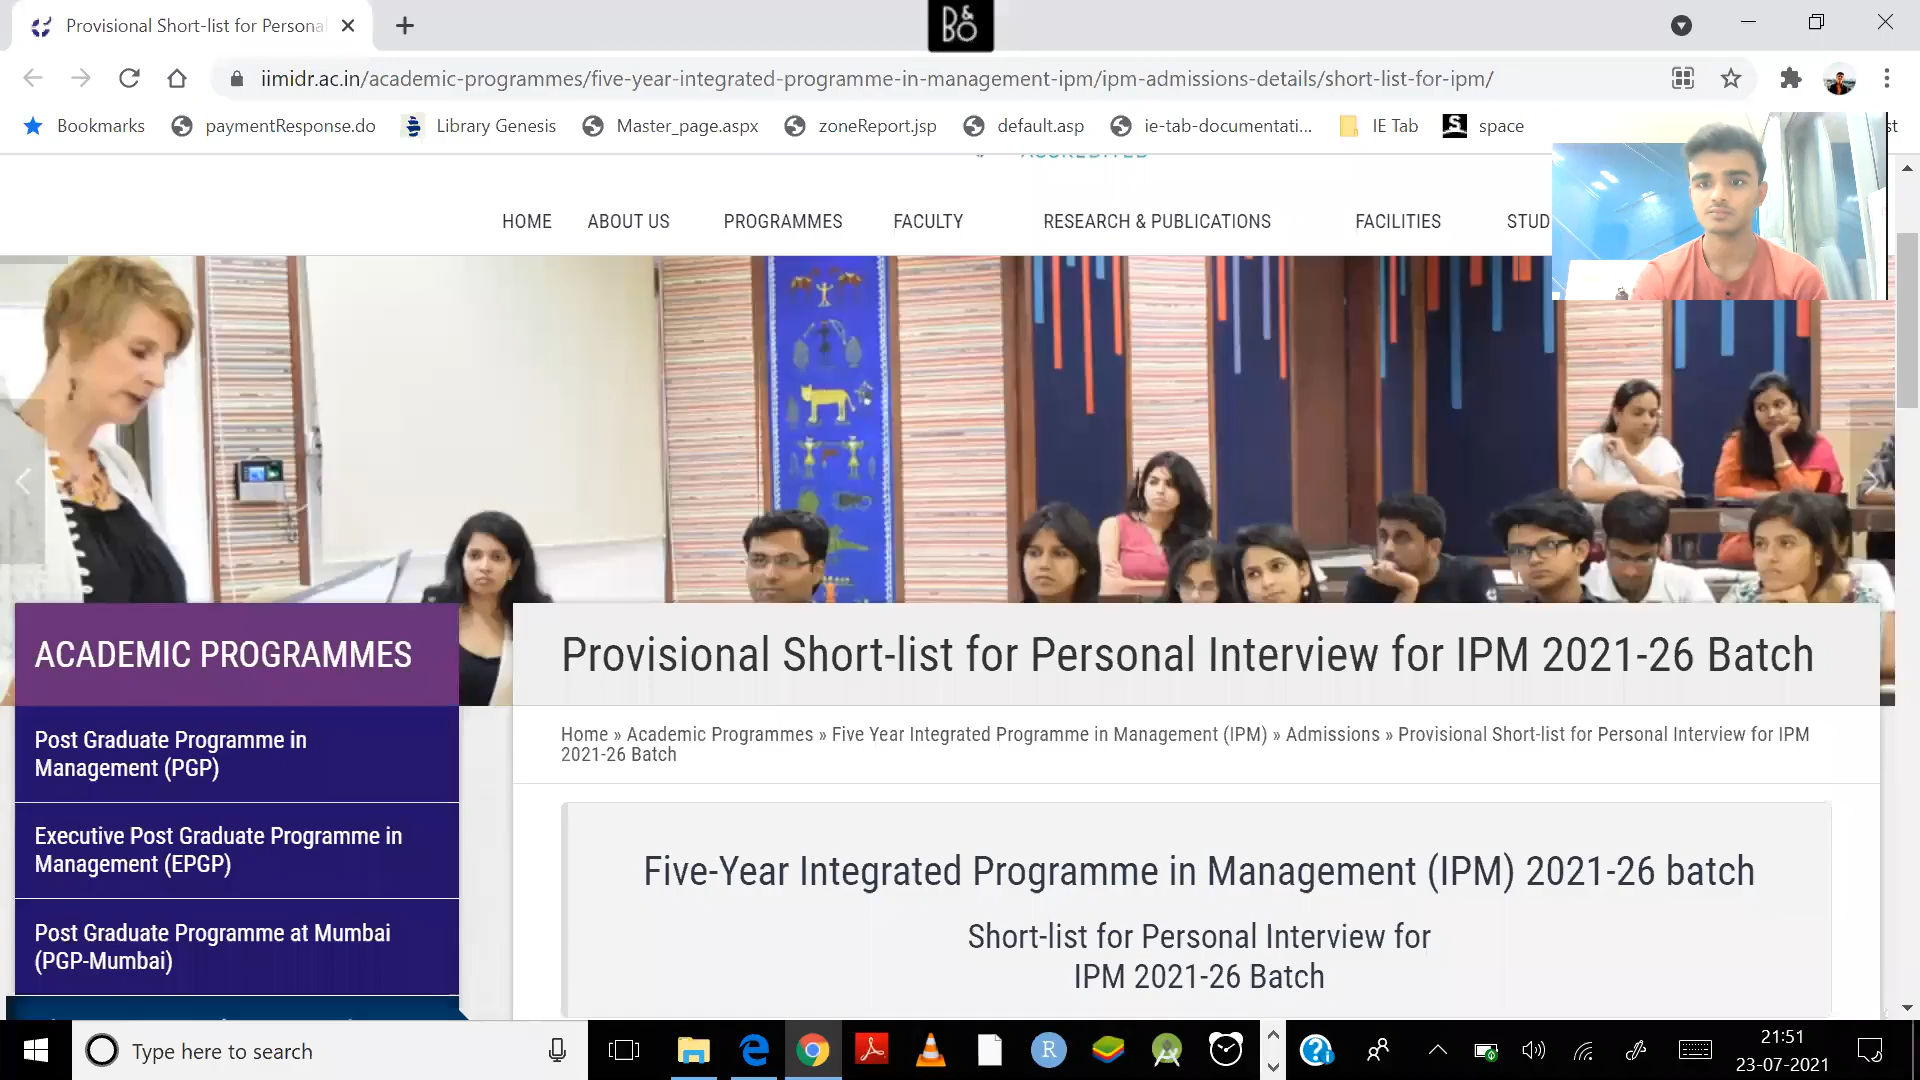 Provisional Short-list for Persona
B&O
iimidr.ac.in/academic-programmes/five-year-integrated-programme-in-management-ipm/ipm-admissions-details/short-list-for-ipm/
Bookmarks paymentResponse.do Library Genesis Master_page.aspx zoneReport.jsp default.asp ie-tab-documentati... IE Tab S space st
ACCREDITED
HOME ABOUT US PROGRAMMES FACULTY RESEARCH & PUBLICATIONS FACILITIES STUD
ACADEMIC PROGRAMMES
Post Graduate Programme in
Management (PGP)
Executive Post Graduate Programme in
Management (EPGP)
Post Graduate Programme at Mumbai
(PGP-Mumbai)
Provisional Short-list for Personal Interview for IPM 2021-26 Batch
Home » Academic Programmes » Five Year Integrated Programme in Management (IPM) » Admissions » Provisional Short-list for Personal Interview for IPM
2021-26 Batch
Five-Year Integrated Programme in Management (IPM) 2021-26 batch
Short-list for Personal Interview for
IPM 2021-26 Batch
Type here to search
R
21:51
23-07-2021